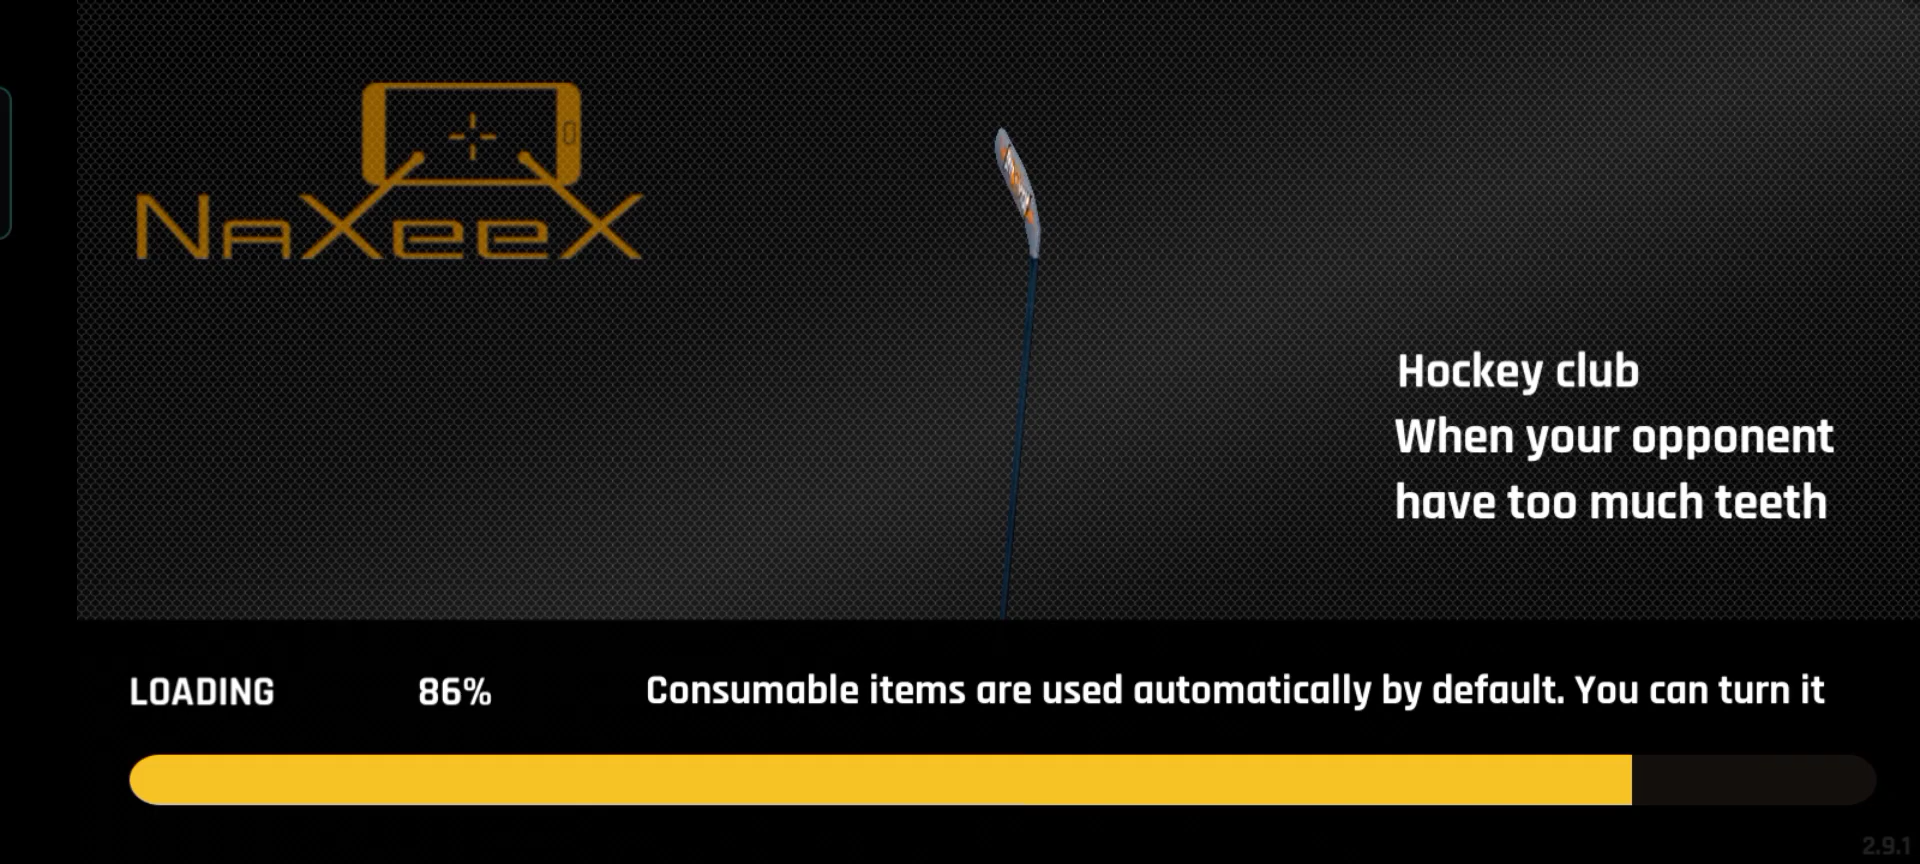 NaXeeX
Hockey club
When your opponent
have too much teeth
LOADING 86% Consumable items are used automatically by default. You can turn it
2.9.1